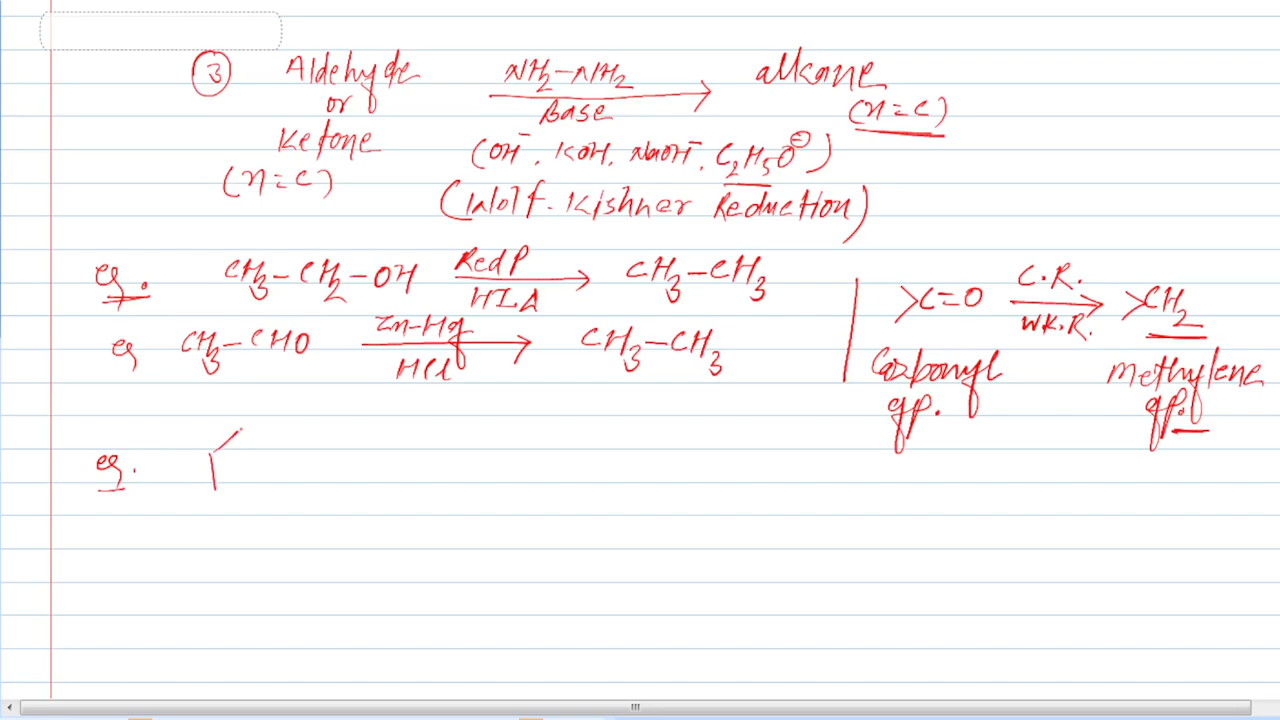 ③ Aldehyde or Ketone (n=C) NH₂-NH₂ Base alkane (n=C)
(OH⁻, KOH, NaOH, C₂H₅O⊖)
(Wolf. Kishner Reduction)
eg. CH₃-CH₂-OH Red P HI, Δ CH₃-CH₃
eg CH₃-CHO Zn-Hg HCl CH₃-CH₃
>C=O C.R. WK.R. >CH₂
Carbonyl gp. Methylene gp.
eg.